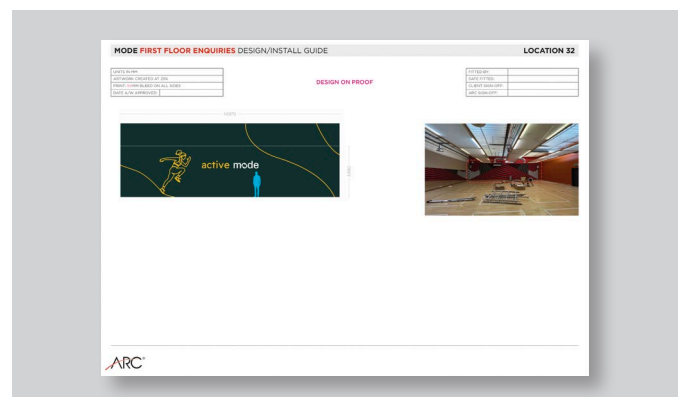 MODE FIRST FLOOR ENQUIRIES DESIGN/INSTALL GUIDE
LOCATION 32
UNITS IN MM
ARTWORK CREATED AT 25%
DATE A/W APPROVED:
DESIGN ON PROOF
FITTED BY:
DATE FITTED:
CLIENT SIGN OFF:
ARC SIGN OFF:
active mode
ARC